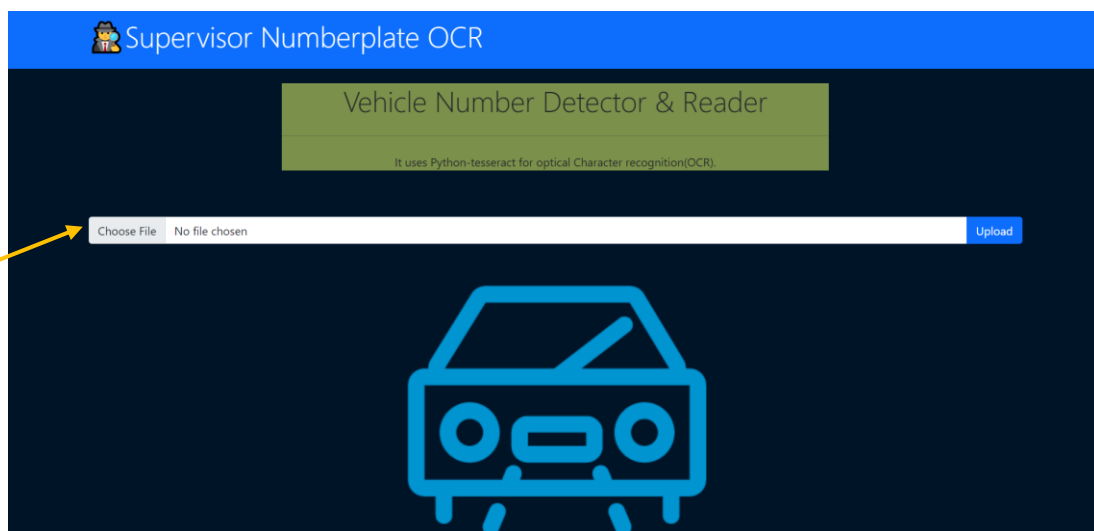 Supervisor Numberplate OCR
Vehicle Number Detector & Reader
It uses Python-tesseract for optical Character recognition(OCR).
Choose File No file chosen Upload